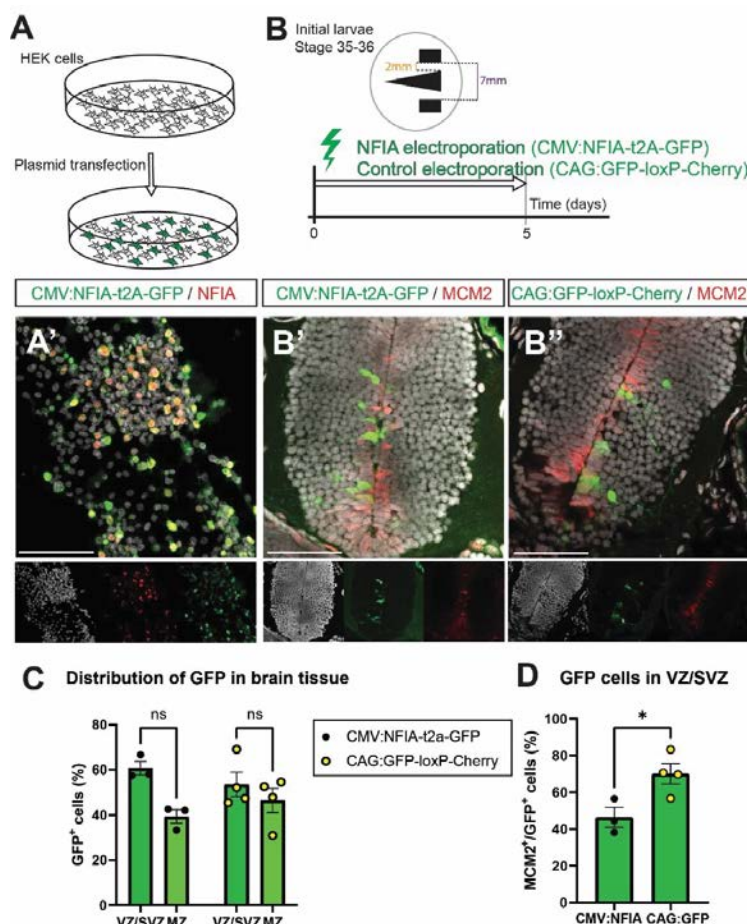 A
HEK cells
Plasmid transfection
B
Initial larvae
Stage 35-36
2mm
7mm
NFIA electroporation (CMV:NFIA-t2A-GFP)
Control electroporation (CAG:GFP-loxP-Cherry)
Time (days)
0
5
CMV:NFIA-t2A-GFP / NFIA
CMV:NFIA-t2A-GFP / MCM2
CAG:GFP-loxP-Cherry / MCM2
A'
B'
B''
C Distribution of GFP in brain tissue
GFP+ cells (%)
80
60
40
20
0
ns
ns
VZ/SVZ MZ
VZ/SVZ MZ
CMV:NFIA-t2a-GFP
CAG:GFP-loxP-Cherry
D GFP cells in VZ/SVZ
MCM2+/GFP+ cells (%)
100
80
60
40
20
0
*
CMV:NFIA CAG:GFP